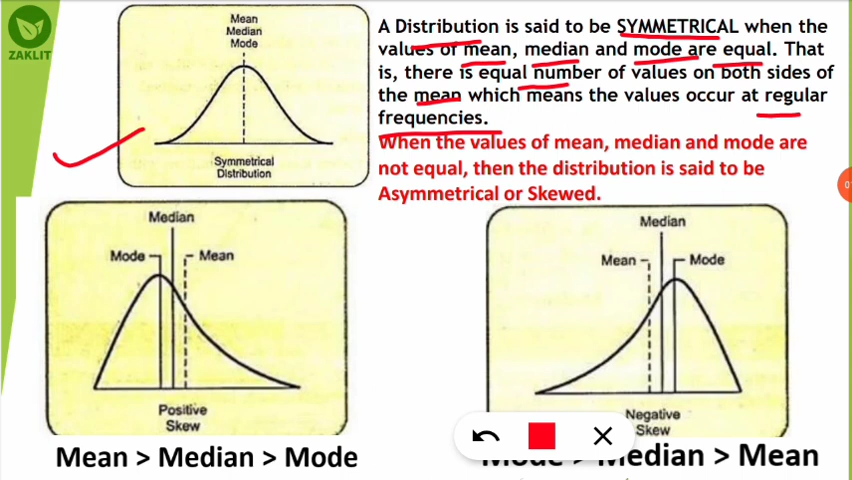 ZAKLIT
Mean
Median
Mode
Symmetrical
Distribution
A Distribution is said to be SYMMETRICAL when the
values of mean, median and mode are equal. That
is, there is equal number of values on both sides of
the mean which means the values occur at regular
frequencies.
When the values of mean, median and mode are
not equal, then the distribution is said to be
Asymmetrical or Skewed.
Median
Mode
Mean
Positive
Skew
Mean > Median > Mode
Median
Mean
Mode
Negative
Skew
Mode > Median > Mean